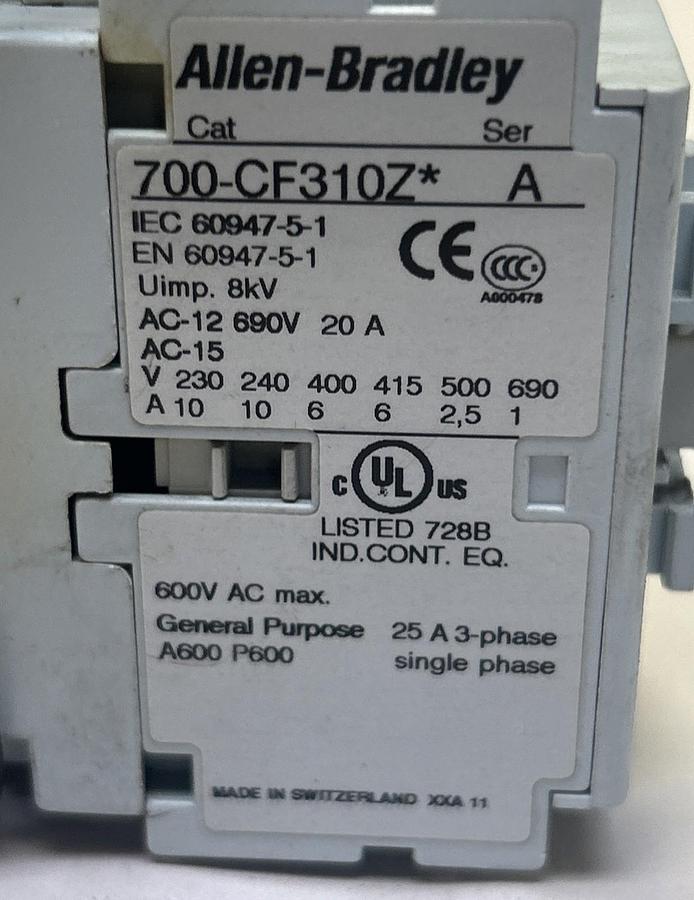 Allen-Bradley
Cat Ser
700-CF310Z* A
IEC 60947-5-1
EN 60947-5-1
CE CCC
Uimp. 8kV
A000478
AC-12 690V 20 A
AC-15
V 230 240 400 415 500 690
A 10 10 6 6 2,5 1
C UL US
LISTED 728B
IND.CONT. EQ.
600V AC max.
General Purpose 25 A 3-phase
A600 P600 single phase
MADE IN SWITZERLAND XXA 11